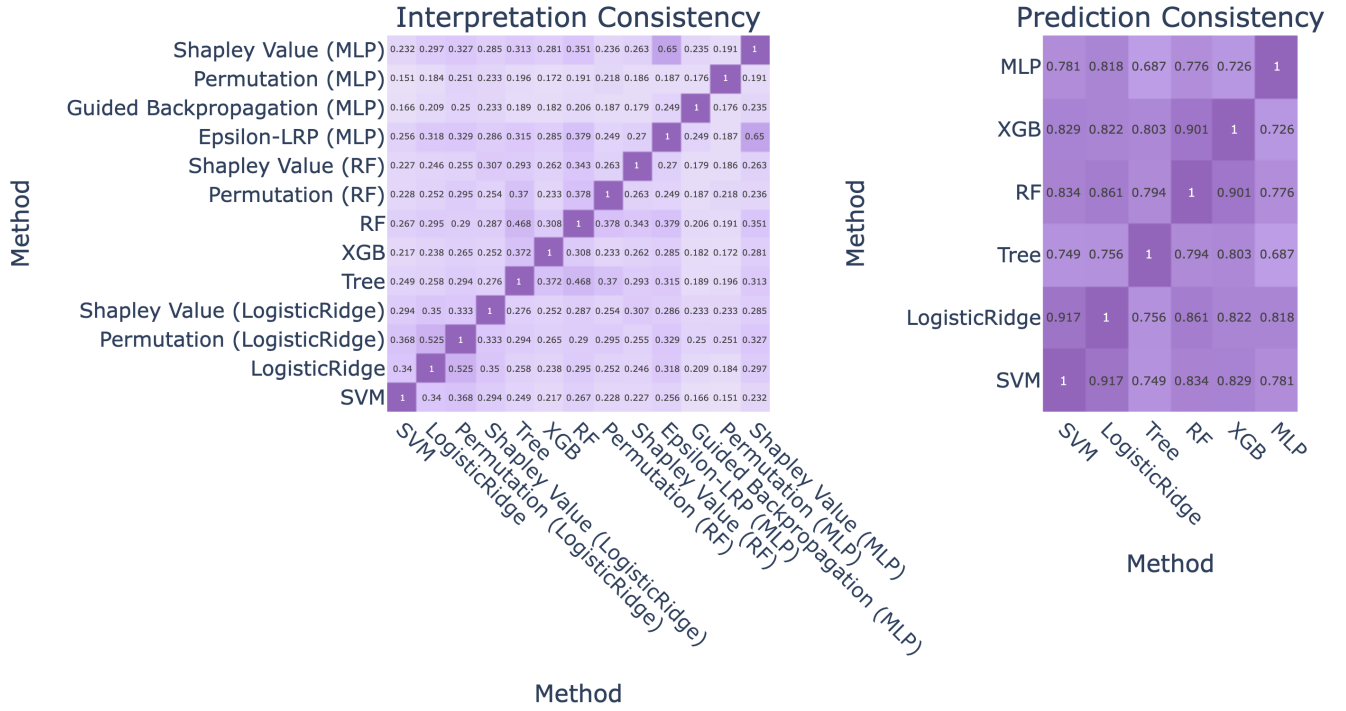 Interpretation Consistency
Method
Shapley Value (MLP) 0.232 0.297 0.327 0.285 0.313 0.281 0.351 0.236 0.263 0.65 0.235 0.191 1
Permutation (MLP) 0.151 0.184 0.251 0.233 0.196 0.172 0.191 0.218 0.186 0.187 0.176 1 0.191
Guided Backpropagation (MLP) 0.166 0.209 0.25 0.233 0.189 0.182 0.206 0.187 0.179 0.249 1 0.176 0.235
Epsilon-LRP (MLP) 0.256 0.318 0.329 0.286 0.315 0.285 0.379 0.249 0.27 1 0.249 0.187 0.65
Shapley Value (RF) 0.227 0.246 0.255 0.307 0.293 0.262 0.343 0.263 1 0.27 0.179 0.186 0.263
Permutation (RF) 0.228 0.252 0.295 0.254 0.37 0.233 0.378 1 0.263 0.249 0.187 0.218 0.236
RF 0.267 0.295 0.29 0.287 0.468 0.308 1 0.378 0.343 0.379 0.206 0.191 0.351
XGB 0.217 0.238 0.265 0.252 0.372 1 0.308 0.233 0.262 0.285 0.182 0.172 0.281
Tree 0.249 0.258 0.294 0.276 1 0.372 0.468 0.37 0.293 0.315 0.189 0.196 0.313
Shapley Value (LogisticRidge) 0.294 0.35 0.333 1 0.276 0.252 0.287 0.254 0.307 0.286 0.233 0.233 0.285
Permutation (LogisticRidge) 0.368 0.525 1 0.333 0.294 0.265 0.29 0.295 0.255 0.329 0.25 0.251 0.327
LogisticRidge 0.34 1 0.525 0.35 0.258 0.238 0.295 0.252 0.246 0.318 0.209 0.184 0.297
SVM 1 0.34 0.368 0.294 0.249 0.217 0.267 0.228 0.227 0.256 0.166 0.151 0.232
SVM
LogisticRidge
Permutation (LogisticRidge)
Shapley Value (LogisticRidge)
Tree
XGB
RF
Permutation (RF)
Shapley Value (RF)
Epsilon-LRP (MLP)
Guided Backpropagation (MLP)
Permutation (MLP)
Shapley Value (MLP)
Method
Prediction Consistency
Method
MLP 0.781 0.818 0.687 0.776 0.726 1
XGB 0.829 0.822 0.803 0.901 1 0.726
RF 0.834 0.861 0.794 1 0.901 0.776
Tree 0.749 0.756 1 0.794 0.803 0.687
LogisticRidge 0.917 1 0.756 0.861 0.822 0.818
SVM 1 0.917 0.749 0.834 0.829 0.781
SVM
LogisticRidge
Tree
RF
XGB
MLP
Method